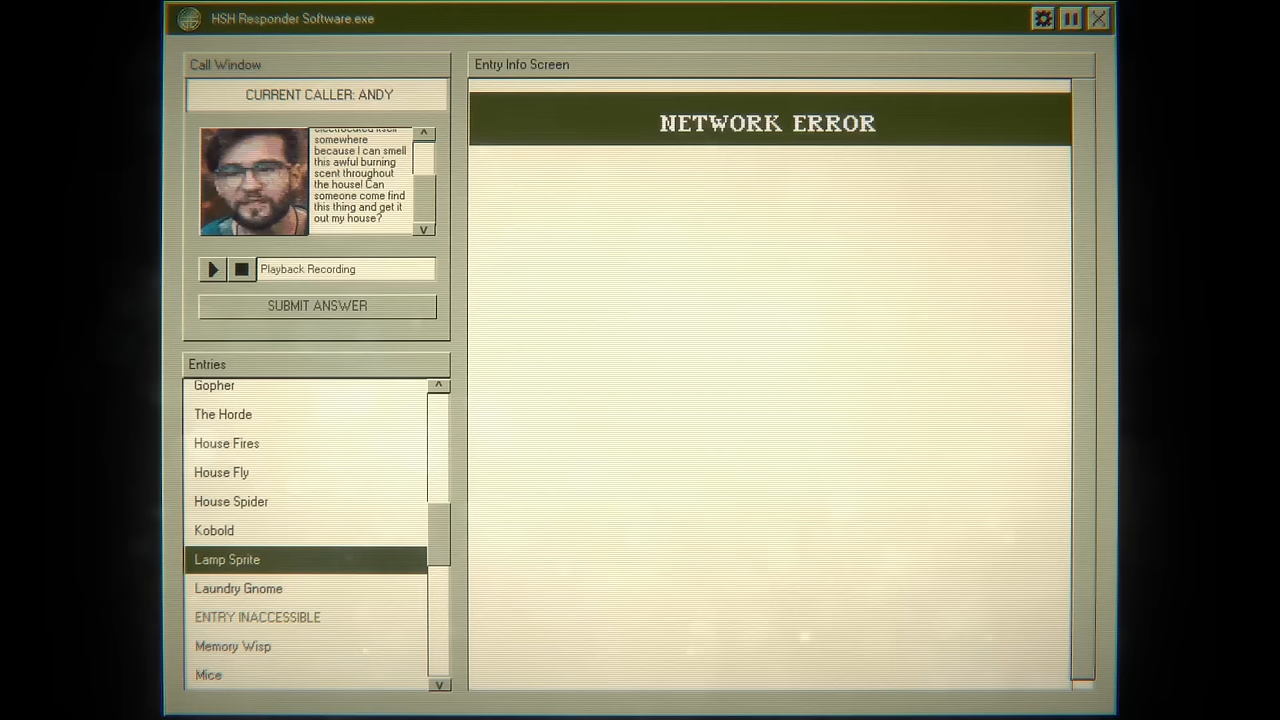 HSH Responder Software.exe
Call Window
CURRENT CALLER: ANDY
electrocuted itself
somewhere
because I can smell
this awful burning
scent throughout
the house! Can
someone come find
this thing and get it
out my house?
Playback Recording
SUBMIT ANSWER
Entries
Gopher
The Horde
House Fires
House Fly
House Spider
Kobold
Lamp Sprite
Laundry Gnome
ENTRY INACCESSIBLE
Memory Wisp
Mice
Entry Info Screen
NETWORK ERROR